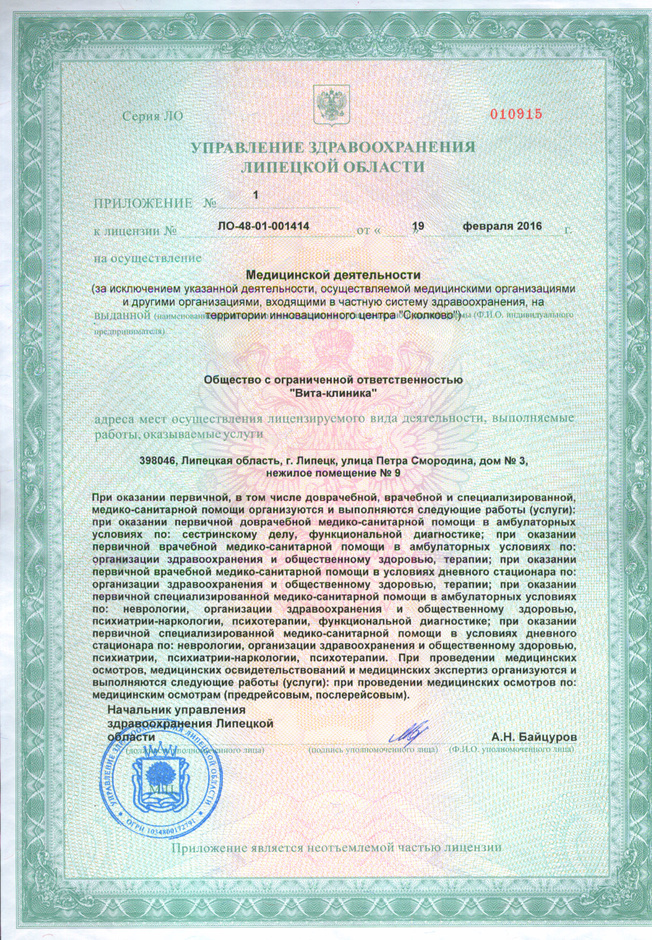 Серия ЛО
010915
УПРАВЛЕНИЕ ЗДРАВООХРАНЕНИЯ
ЛИПЕЦКОЙ ОБЛАСТИ
ПРИЛОЖЕНИЕ № 1
к лицензии № ЛО-48-01-001414 от « 19 » февраля 2016 г.
на осуществление
Медицинской деятельности
(за исключением указанной деятельности, осуществляемой медицинскими организациями
и другими организациями, входящими в частную систему здравоохранения, на
территории инновационного центра "Сколково")
выданной (наименование (Ф.И.О. индивидуального
предпринимателя)
Общество с ограниченной ответственностью
"Вита-клиника"
адреса мест осуществления лицензируемого вида деятельности, выполняемые
работы, оказываемые услуги
398046, Липецкая область, г. Липецк, улица Петра Смородина, дом № 3,
нежилое помещение № 9
При оказании первичной, в том числе доврачебной, врачебной и специализированной,
медико-санитарной помощи организуются и выполняются следующие работы (услуги):
при оказании первичной доврачебной медико-санитарной помощи в амбулаторных
условиях по: сестринскому делу, функциональной диагностике; при оказании
первичной врачебной медико-санитарной помощи в амбулаторных условиях по:
организации здравоохранения и общественному здоровью, терапии; при оказании
первичной врачебной медико-санитарной помощи в условиях дневного стационара по:
организации здравоохранения и общественному здоровью, терапии; при оказании
первичной специализированной медико-санитарной помощи в амбулаторных условиях
по: неврологии, организации здравоохранения и общественному здоровью,
психиатрии-наркологии, психотерапии, функциональной диагностике; при оказании
первичной специализированной медико-санитарной помощи в условиях дневного
стационара по: неврологии, организации здравоохранения и общественному здоровью,
психиатрии, психиатрии-наркологии, психотерапии. При проведении медицинских
осмотров, медицинских освидетельствований и медицинских экспертиз организуются и
выполняются следующие работы (услуги): при проведении медицинских осмотров по:
медицинским осмотрам (предрейсовым, послерейсовым).
Начальник управления
здравоохранения Липецкой
области
А.Н. Байцуров
(должность уполномоченного лица) (подпись уполномоченного лица) (Ф.И.О. уполномоченного лица)
УПРАВЛЕНИЕ ЗДРАВООХРАНЕНИЯ ЛИПЕЦКОЙ ОБЛАСТИ
ОГРН 1034800172791
Приложение является неотъемлемой частью лицензии